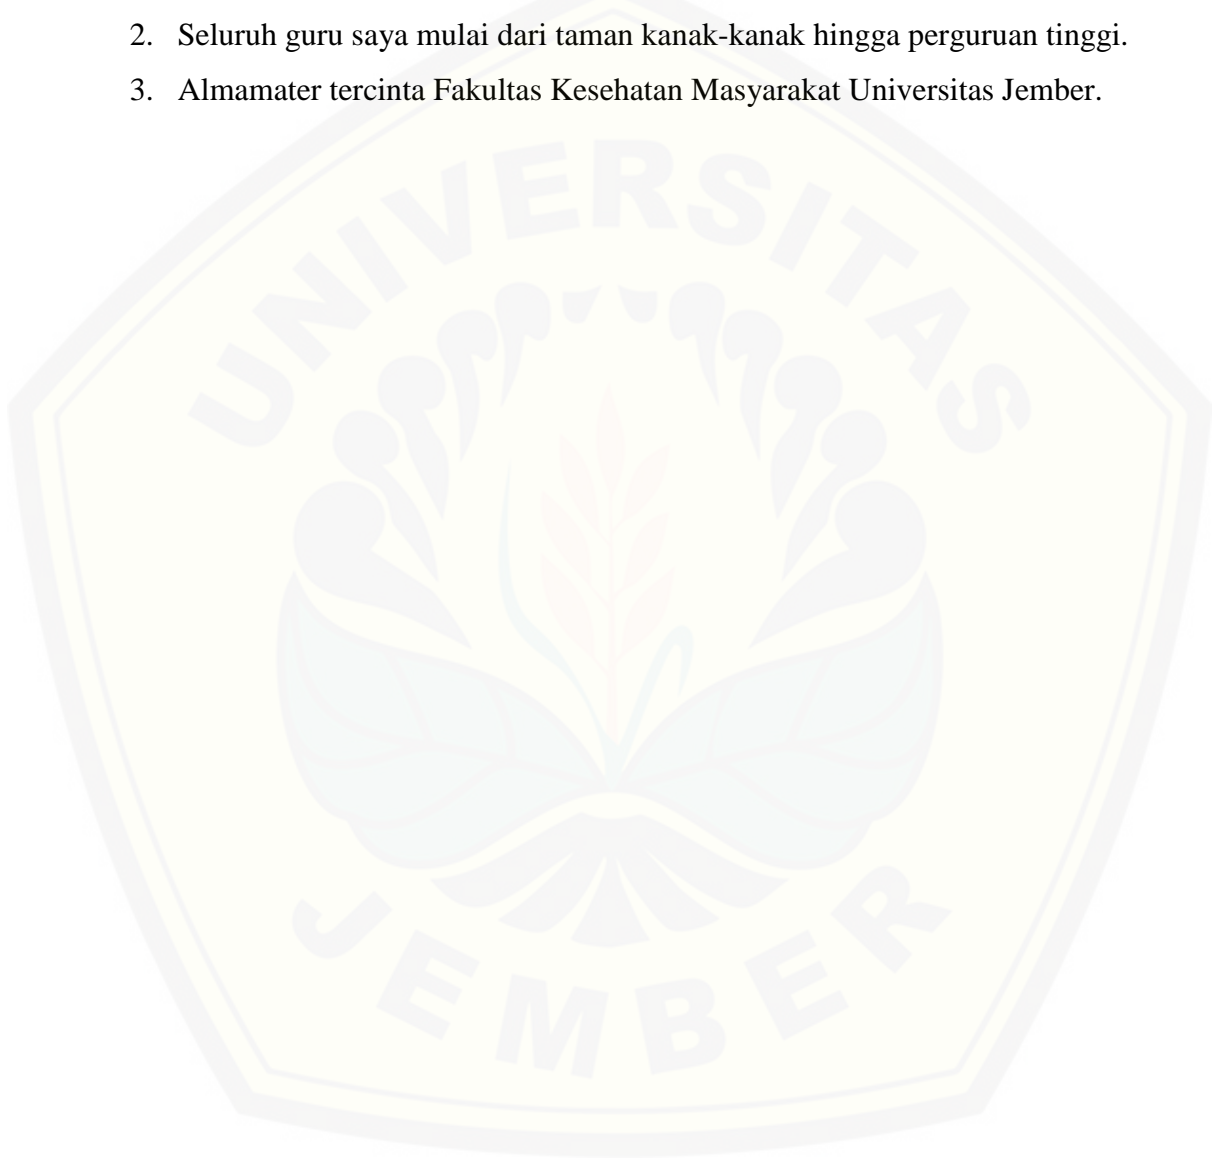 2. Seluruh guru saya mulai dari taman kanak-kanak hingga perguruan tinggi.
3. Almamater tercinta Fakultas Kesehatan Masyarakat Universitas Jember.
UNIVERSITAS
JEMBER